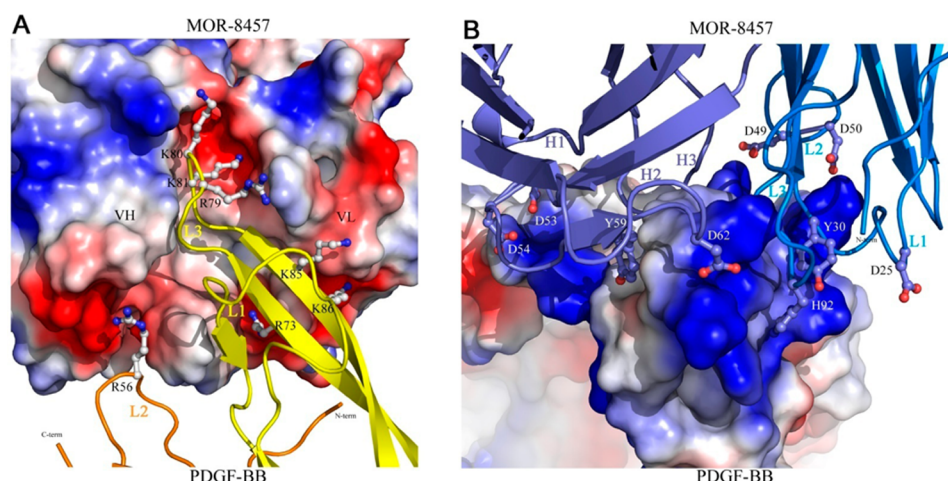 A
MOR-8457
K80
K81
R79
VH
VL
L3
K85
K86
L1
R73
R56
L2
C-term
N-term
PDGF-BB
B
MOR-8457
D49
D50
H1
L2
H3
H2
L3
D53
Y59
Y30
N-term
L1
D54
D62
D25
H92
PDGF-BB